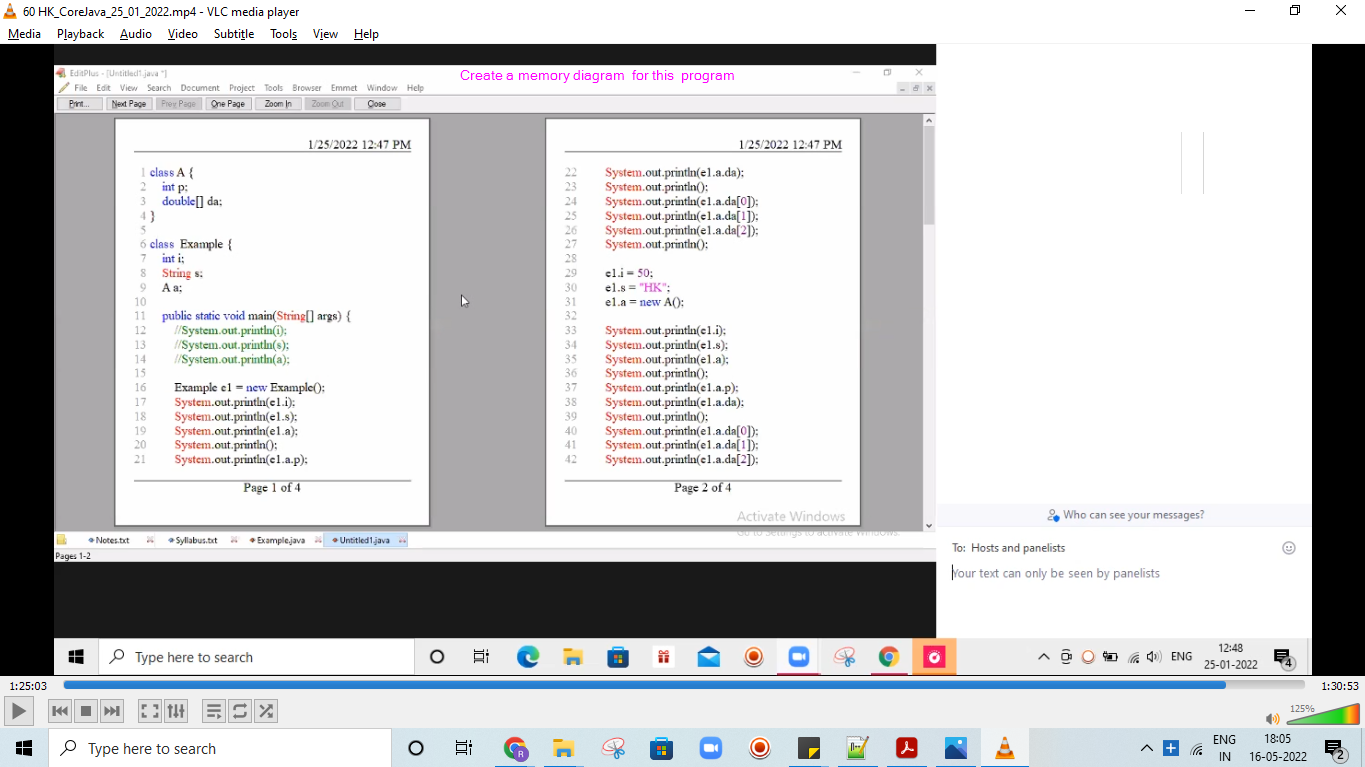 60 HK_CoreJava_25_01_2022.mp4 - VLC media player
Media Playback Audio Video Subtitle Tools View Help
EditPlus - [Untitled1.java *]
Create a memory diagram for this program
File Edit View Search Document Project Tools Browser Emmet Window Help
Print... Next Page Prev Page One Page Zoom In Zoom Out Close
1/25/2022 12:47 PM
1 class A {
2 int p;
3 double[] da;
4 }
5
6 class Example {
7 int i;
8 String s;
9 A a;
10
11 public static void main(String[] args) {
12 //System.out.println(i);
13 //System.out.println(s);
14 //System.out.println(a);
15
16 Example e1 = new Example();
17 System.out.println(e1.i);
18 System.out.println(e1.s);
19 System.out.println(e1.a);
20 System.out.println();
21 System.out.println(e1.a.p);
Page 1 of 4
1/25/2022 12:47 PM
22 System.out.println(e1.a.da);
23 System.out.println();
24 System.out.println(e1.a.da[0]);
25 System.out.println(e1.a.da[1]);
26 System.out.println(e1.a.da[2]);
27 System.out.println();
28
29 e1.i = 50;
30 e1.s = "HK";
31 e1.a = new A();
32
33 System.out.println(e1.i);
34 System.out.println(e1.s);
35 System.out.println(e1.a);
36 System.out.println();
37 System.out.println(e1.a.p);
38 System.out.println(e1.a.da);
39 System.out.println();
40 System.out.println(e1.a.da[0]);
41 System.out.println(e1.a.da[1]);
42 System.out.println(e1.a.da[2]);
Page 2 of 4
Activate Windows
Go to Settings to activate Windows.
Notes.txt Syllabus.txt Example.java Untitled1.java
Pages 1-2
Who can see your messages?
To: Hosts and panelists
Your text can only be seen by panelists
Type here to search
ENG
12:48
25-01-2022
4
1:25:03
1:30:53
125%
Type here to search
R
ENG
IN
18:05
16-05-2022
2